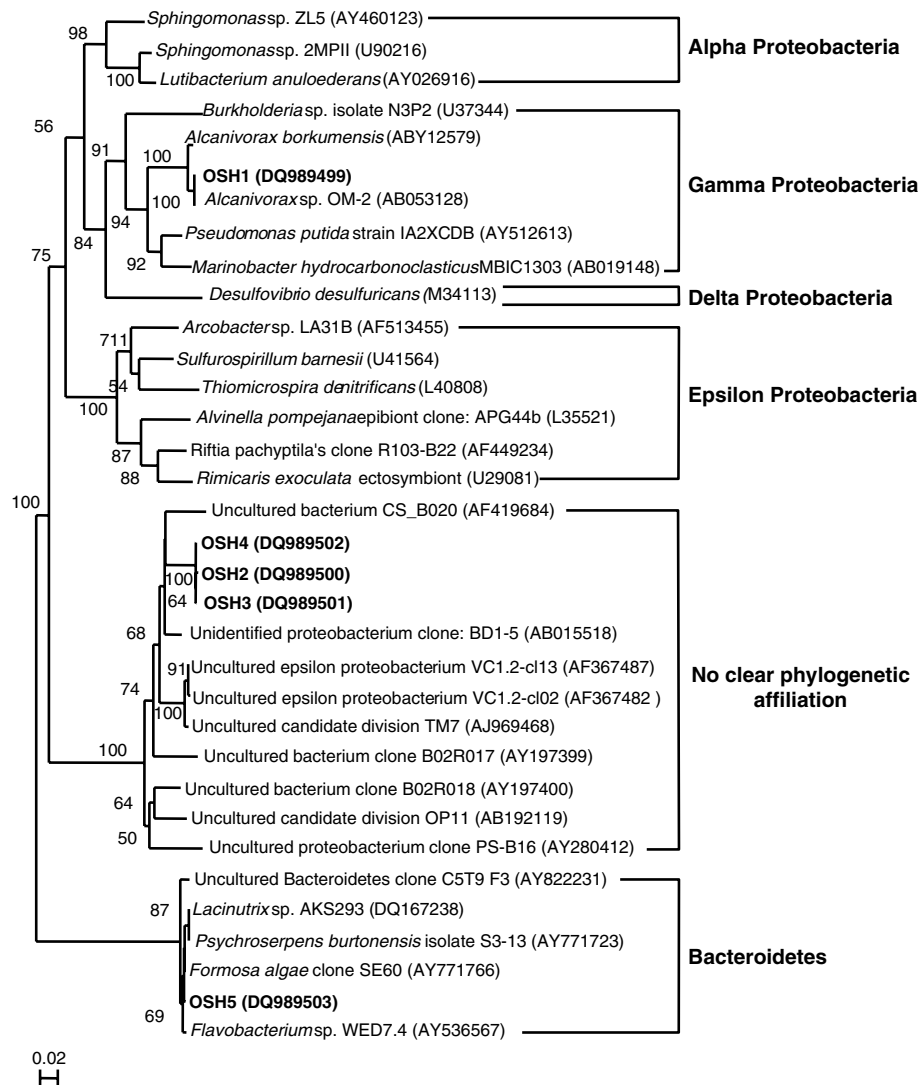 Sphingomonas sp. ZL5 (AY460123)
98
Alpha Proteobacteria
Sphingomonas sp. 2MPII (U90216)
100
Lutibacterium anuloederans (AY026916)
Burkholderia sp. isolate N3P2 (U37344)
56
Alcanivorax borkumensis (ABY12579)
91
100
OSH1 (DQ989499)
Gamma Proteobacteria
100
Alcanivorax sp. OM-2 (AB053128)
94
84
Pseudomonas putida strain IA2XCDB (AY512613)
75
92
Marinobacter hydrocarbonoclasticus MBIC1303 (AB019148)
Desulfovibrio desulfuricans (M34113)
Delta Proteobacteria
Arcobacter sp. LA31B (AF513455)
711
Sulfurospirillum barnesii (U41564)
54
Thiomicrospira denitrificans (L40808)
Epsilon Proteobacteria
100
Alvinella pompejana epibiont clone: APG44b (L35521)
87
Riftia pachyptila's clone R103-B22 (AF449234)
88
Rimicaris exoculata ectosymbiont (U29081)
100
Uncultured bacterium CS_B020 (AF419684)
OSH4 (DQ989502)
100
OSH2 (DQ989500)
64
OSH3 (DQ989501)
68
Unidentified proteobacterium clone: BD1-5 (AB015518)
91
Uncultured epsilon proteobacterium VC1.2-cl13 (AF367487)
No clear phylogenetic
affiliation
74
Uncultured epsilon proteobacterium VC1.2-cl02 (AF367482 )
100
Uncultured candidate division TM7 (AJ969468)
100
Uncultured bacterium clone B02R017 (AY197399)
Uncultured bacterium clone B02R018 (AY197400)
64
Uncultured candidate division OP11 (AB192119)
50
Uncultured proteobacterium clone PS-B16 (AY280412)
Uncultured Bacteroidetes clone C5T9 F3 (AY822231)
87
Lacinutrix sp. AKS293 (DQ167238)
Psychroserpens burtonensis isolate S3-13 (AY771723)
Bacteroidetes
Formosa algae clone SE60 (AY771766)
OSH5 (DQ989503)
69
Flavobacterium sp. WED7.4 (AY536567)
0.02